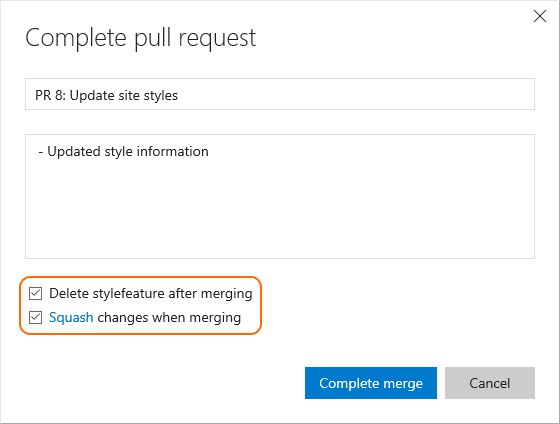 Complete pull request
PR 8: Update site styles
- Updated style information
Delete stylefeature after merging
Squash changes when merging
Complete merge
Cancel